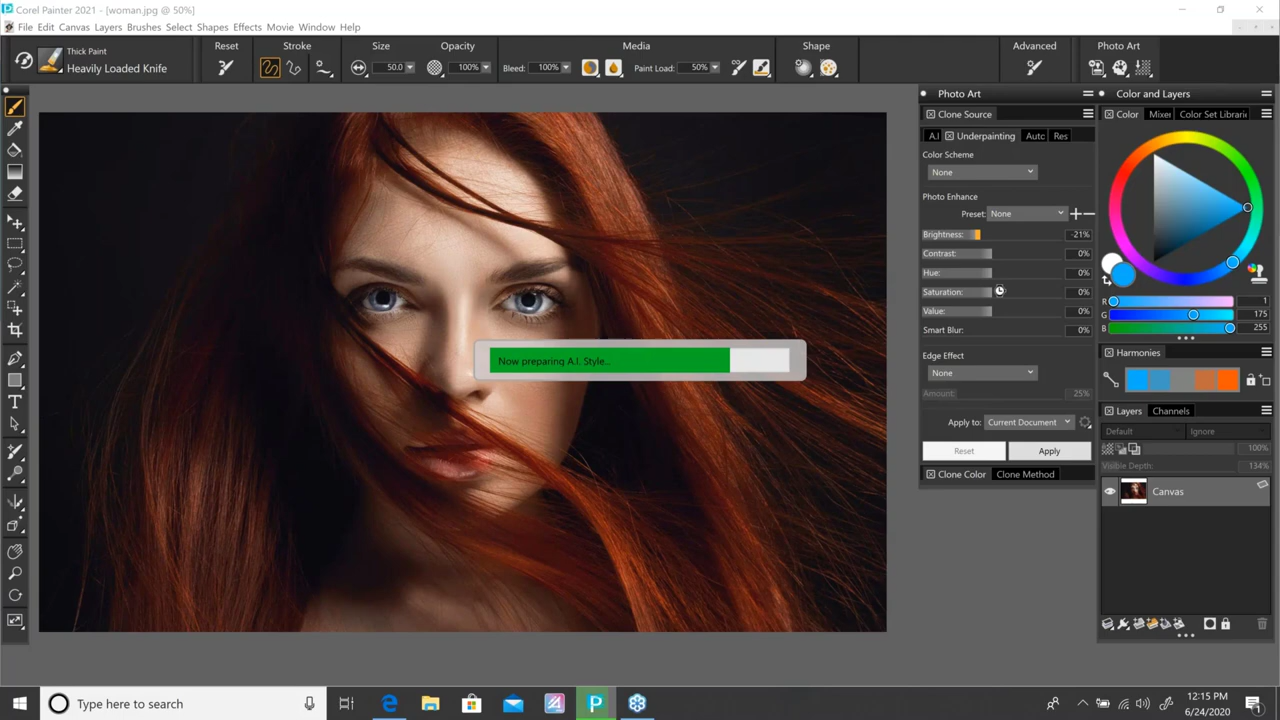 Corel Painter 2021 - [woman.jpg @ 50%]
File Edit Canvas Layers Brushes Select Shapes Effects Movie Window Help
Thick Paint
Heavily Loaded Knife
Reset
Stroke
Size
50.0
Opacity
100%
Media
Bleed: 100%
Paint Load: 50%
Shape
Advanced
Photo Art
Photo Art
Clone Source
A.I Underpainting Autc Res
Color Scheme
None
Photo Enhance
Preset: None
Brightness: -21%
Contrast: 0%
Hue: 0%
Saturation: 0%
Value: 0%
Smart Blur: 0%
Edge Effect
None
Amount: 25%
Apply to: Current Document
Reset Apply
Clone Color Clone Method
Color and Layers
Color Mixer Color Set Librari
R 1
G 175
B 255
Harmonies
Layers Channels
Default Ignore
100%
Visible Depth: 134%
Canvas
Now preparing A.I. Style...
Type here to search
12:15 PM
6/24/2020